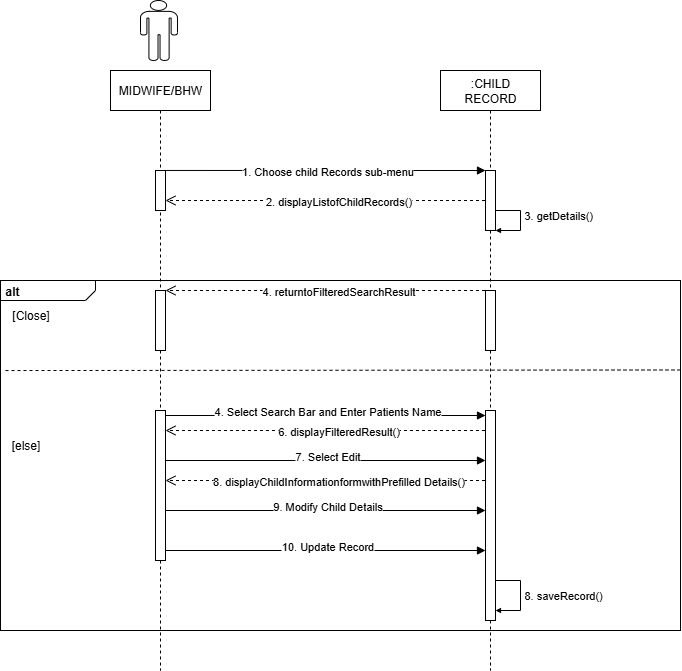 MIDWIFE/BHW
:CHILD
RECORD
1. Choose child Records sub-menu
2. displayListofChildRecords()
3. getDetails()
alt
4. returntoFilteredSearchResult
[Close]
4. Select Search Bar and Enter Patients Name
6. displayFilteredResult()
[else]
7. Select Edit
8. displayChildInformationformwithPrefilled Details()
9. Modify Child Details
10. Update Record
8. saveRecord()